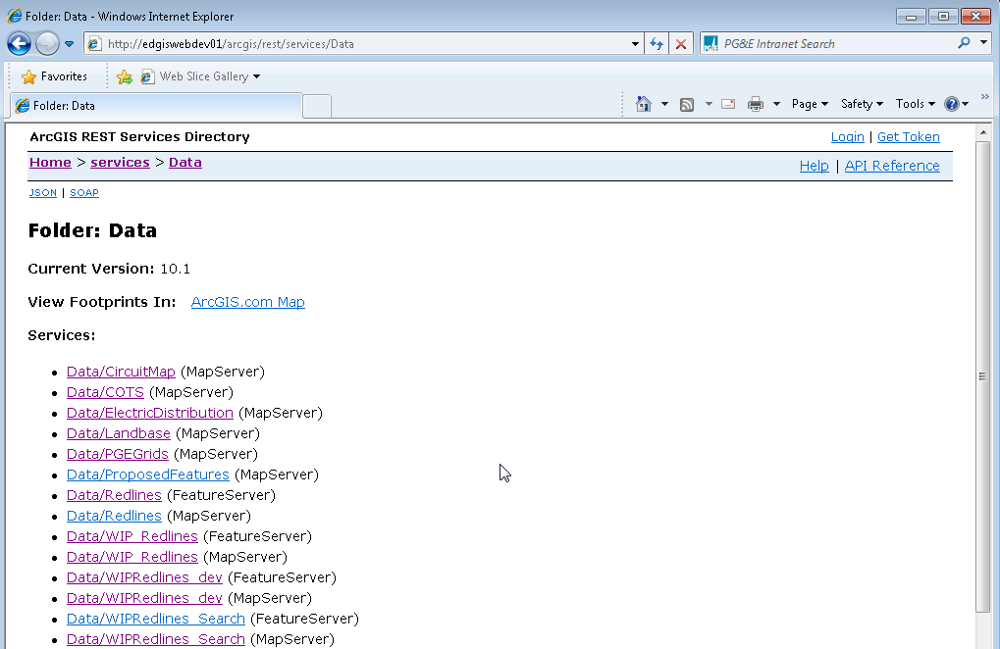 Folder: Data - Windows Internet Explorer
http://edgiswebdev01/arcgis/rest/services/Data
PG&E Intranet Search
Favorites
Web Slice Gallery
Folder: Data
Page
Safety
Tools
ArcGIS REST Services Directory
Login | Get Token
Home > services > Data
Help | API Reference
JSON | SOAP
Folder: Data
Current Version: 10.1
View Footprints In: ArcGIS.com Map
Services:
• Data/CircuitMap (MapServer)
• Data/COTS (MapServer)
• Data/ElectricDistribution (MapServer)
• Data/Landbase (MapServer)
• Data/PGEGrids (MapServer)
• Data/ProposedFeatures (MapServer)
• Data/Redlines (FeatureServer)
• Data/Redlines (MapServer)
• Data/WIP_Redlines (FeatureServer)
• Data/WIP_Redlines (MapServer)
• Data/WIPRedlines_dev (FeatureServer)
• Data/WIPRedlines_dev (MapServer)
• Data/WIPRedlines_Search (FeatureServer)
• Data/WIPRedlines_Search (MapServer)